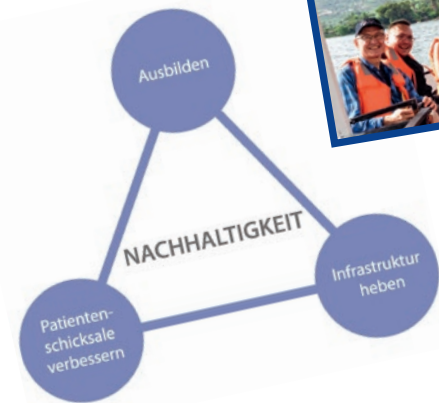 Ausbilden
NACHHALTIGKEIT
Infrastruktur
heben
Patienten-
schicksale
verbessern